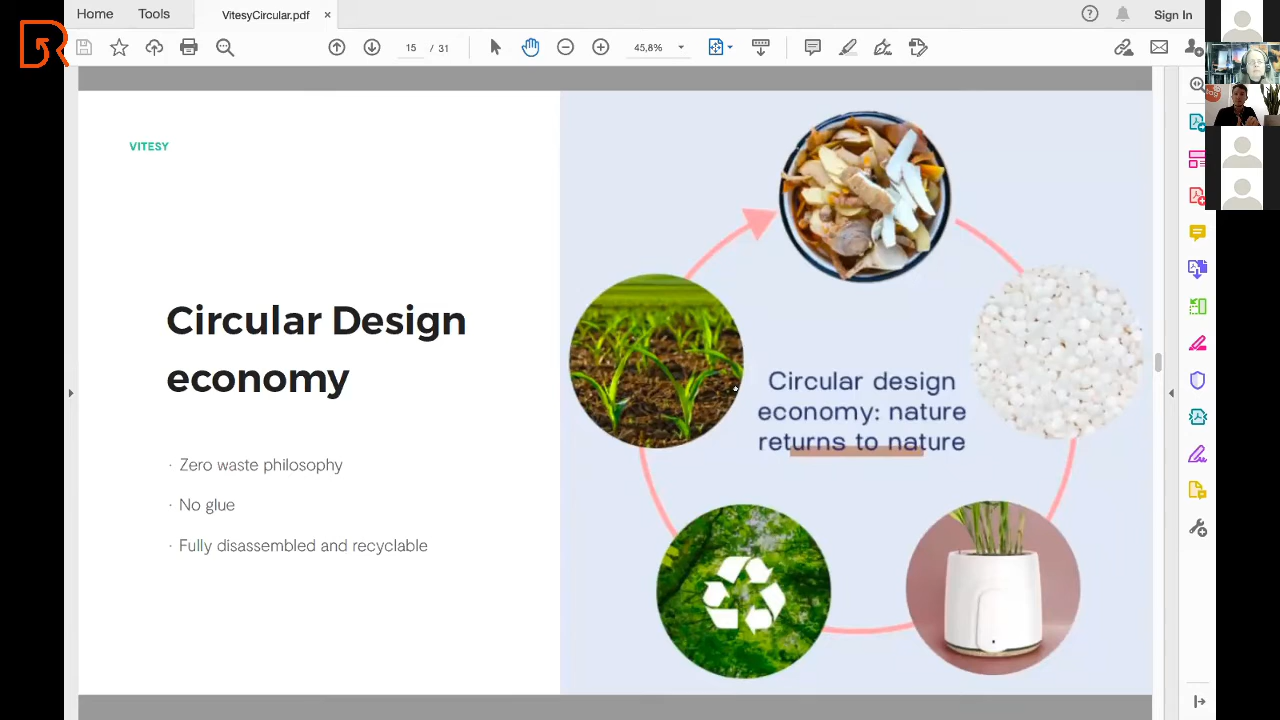 Home Tools VitesyCircular.pdf × Sign In
15 / 31 45,8%
VITESY
Circular Design
economy
· Zero waste philosophy
· No glue
· Fully disassembled and recyclable
Circular design
economy: nature
returns to nature